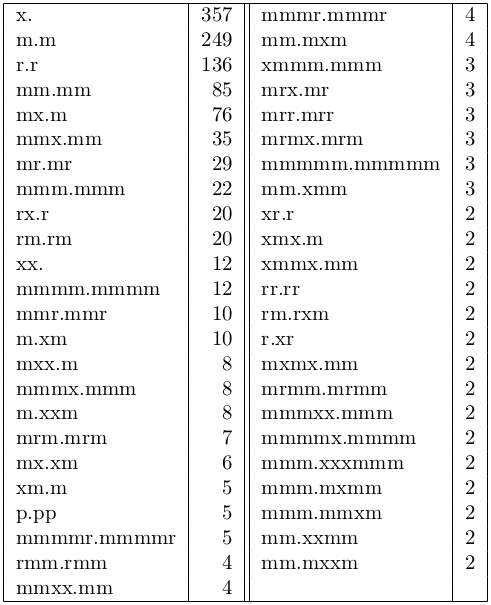 x. 357 mmmr.mmmr 4
m.m 249 mm.mxm 4
r.r 136 xmmm.mmm 3
mm.mm 85 mrx.mr 3
mx.m 76 mrr.mrr 3
mmx.mm 35 mrmx.mrm 3
mr.mr 29 mmmmm.mmmmm 3
mmm.mmm 22 mm.xmm 3
rx.r 20 xr.r 2
rm.rm 20 xmx.m 2
xx. 12 xmmx.mm 2
mmmm.mmmm 12 rr.rr 2
mmr.mmr 10 rm.rxm 2
m.xm 10 r.xr 2
mxx.m 8 mxmx.mm 2
mmmx.mmm 8 mrmm.mrmm 2
m.xxm 8 mmmxx.mmm 2
mrm.mrm 7 mmmmx.mmmm 2
mx.xm 6 mmm.xxxmmm 2
xm.m 5 mmm.mxmm 2
p.pp 5 mmm.mmxm 2
mmmmr.mmmmr 5 mm.xxmm 2
rmm.rmm 4 mm.mxxm 2
mmxx.mm 4